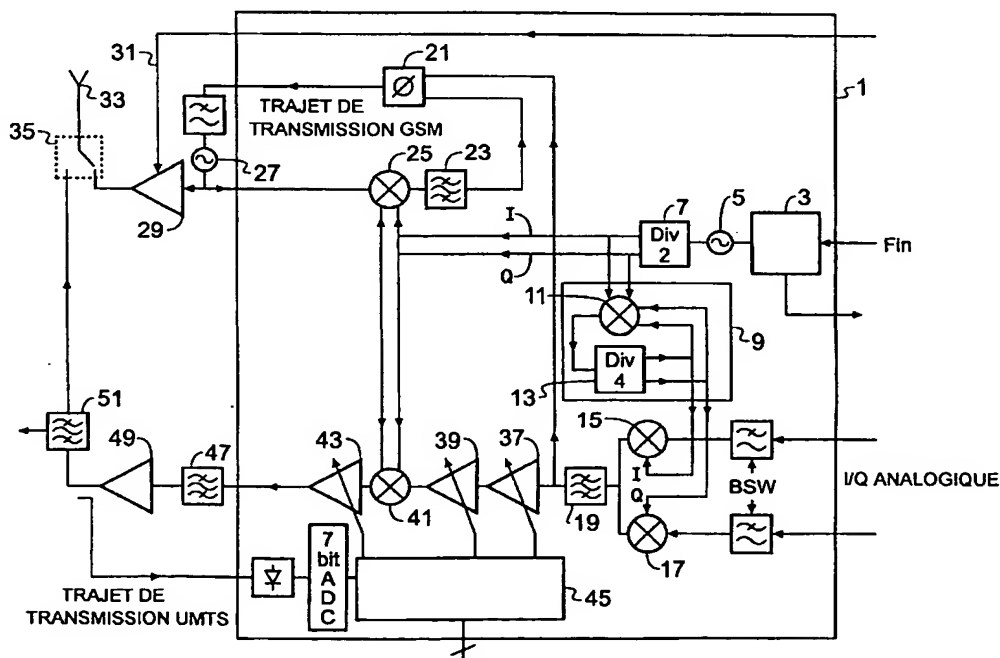 31
21
Ø
1
33
TRAJET DE
TRANSMISSION GSM
35
25
23
27
7
5
3
29
I
Div
2
Fin
Q
11
9
Div
4
13
51
15
49
47
43
39
37
I
Q
BSW
I/Q ANALOGIQUE
41
19
17
7
bit
A
D
C
45
TRAJET DE
TRANSMISSION UMTS